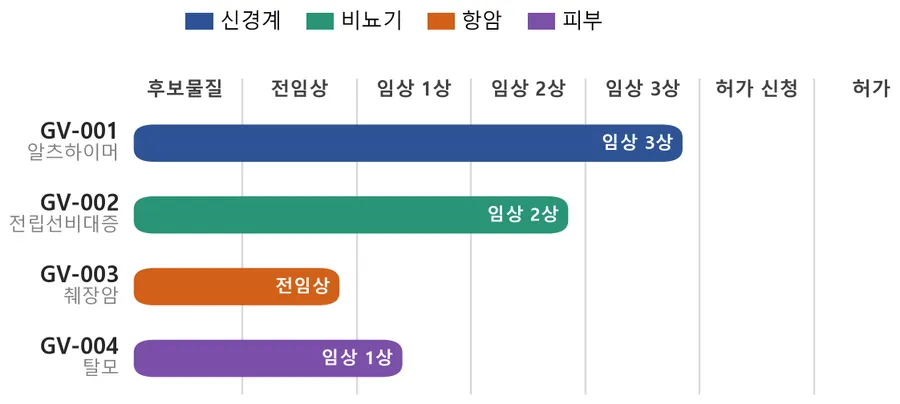 신경계 비뇨기 항암 피부
후보물질 전임상 임상 1상 임상 2상 임상 3상 허가 신청 허가
GV-001
알츠하이머
임상 3상
GV-002
전립선비대증
임상 2상
GV-003
췌장암
전임상
GV-004
탈모
임상 1상